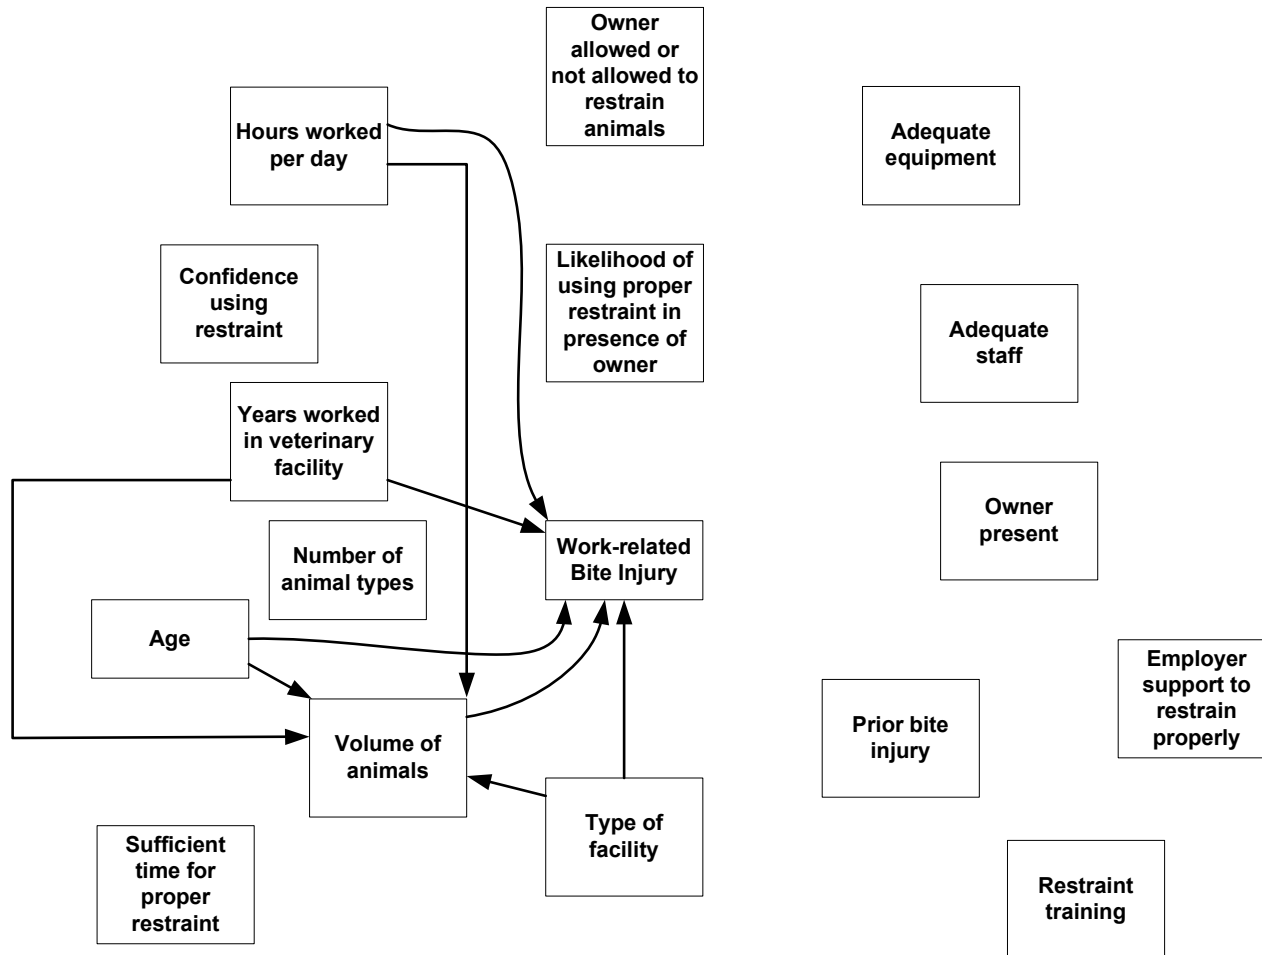 Owner
allowed or
not allowed to
restrain
animals
Hours worked
per day
Adequate
equipment
Confidence
using
restraint
Likelihood of
using proper
restraint in
presence of
owner
Adequate
staff
Years worked
in veterinary
facility
Owner
present
Number of
animal types
Work-related
Bite Injury
Age
Employer
support to
restrain
properly
Prior bite
injury
Volume of
animals
Type of
facility
Sufficient
time for
proper
restraint
Restraint
training